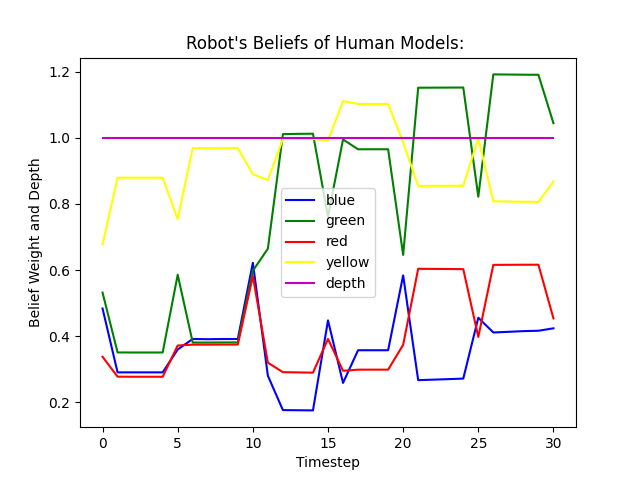 Robot's Beliefs of Human Models:
Belief Weight and Depth
1.2
1.0
0.8
0.6
0.4
0.2
blue
green
red
yellow
depth
0 5 10 15 20 25 30
Timestep